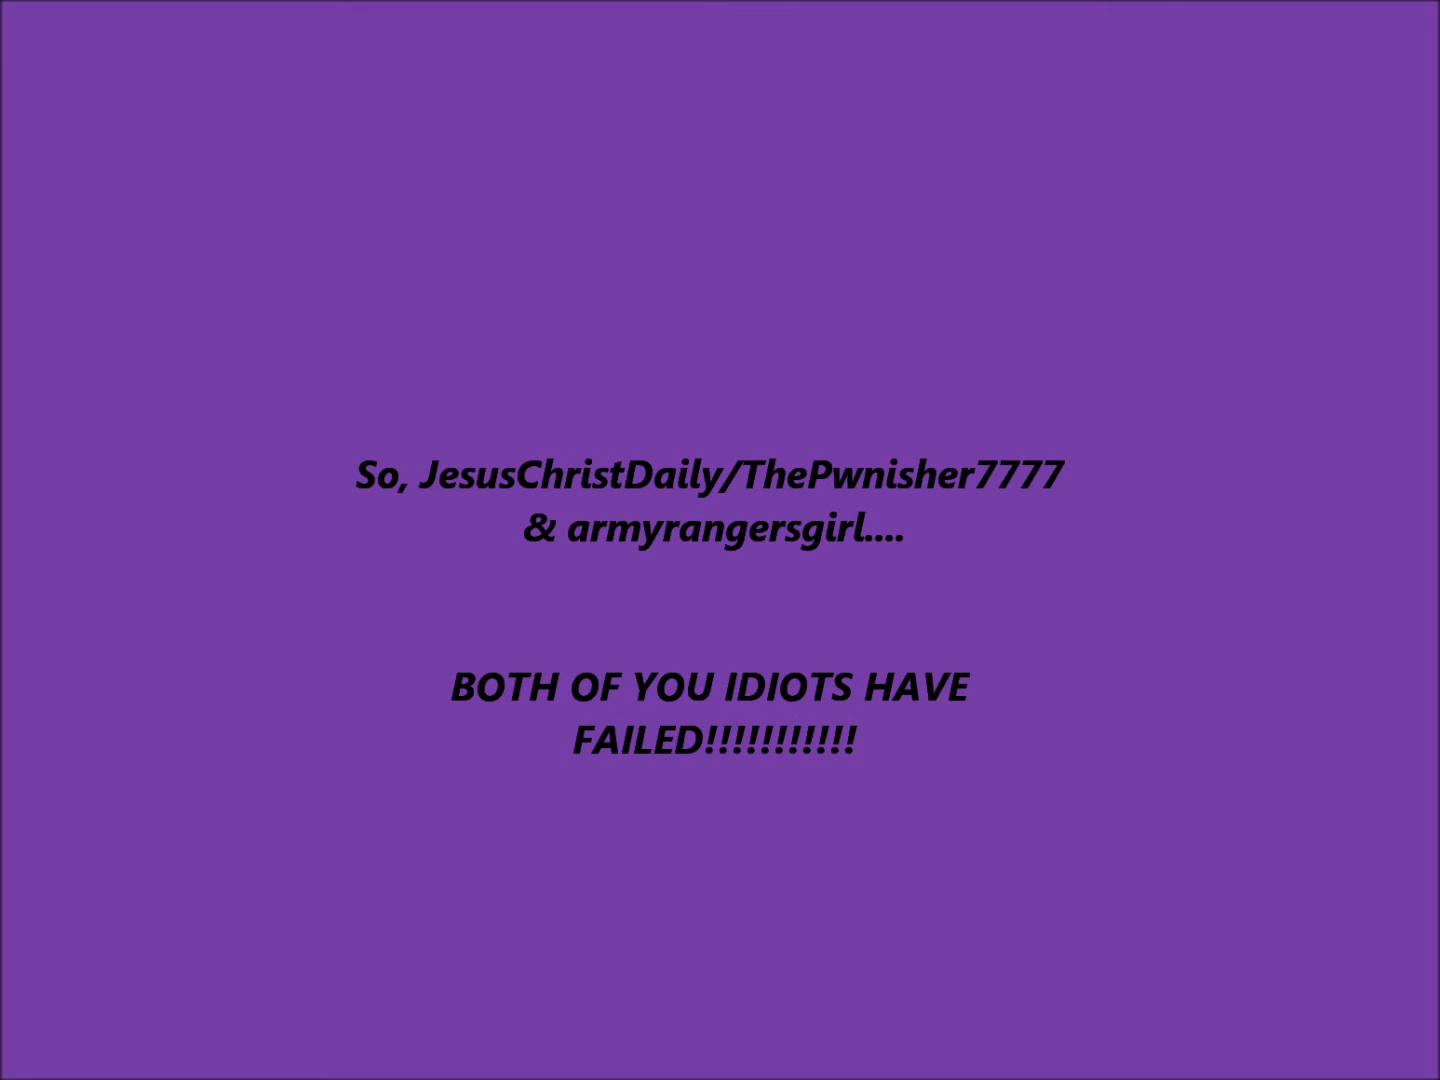 So, JesusChristDaily/ThePwnisher7777
& armyrangersgirl....
BOTH OF YOU IDIOTS HAVE
FAILED!!!!!!!!!!!